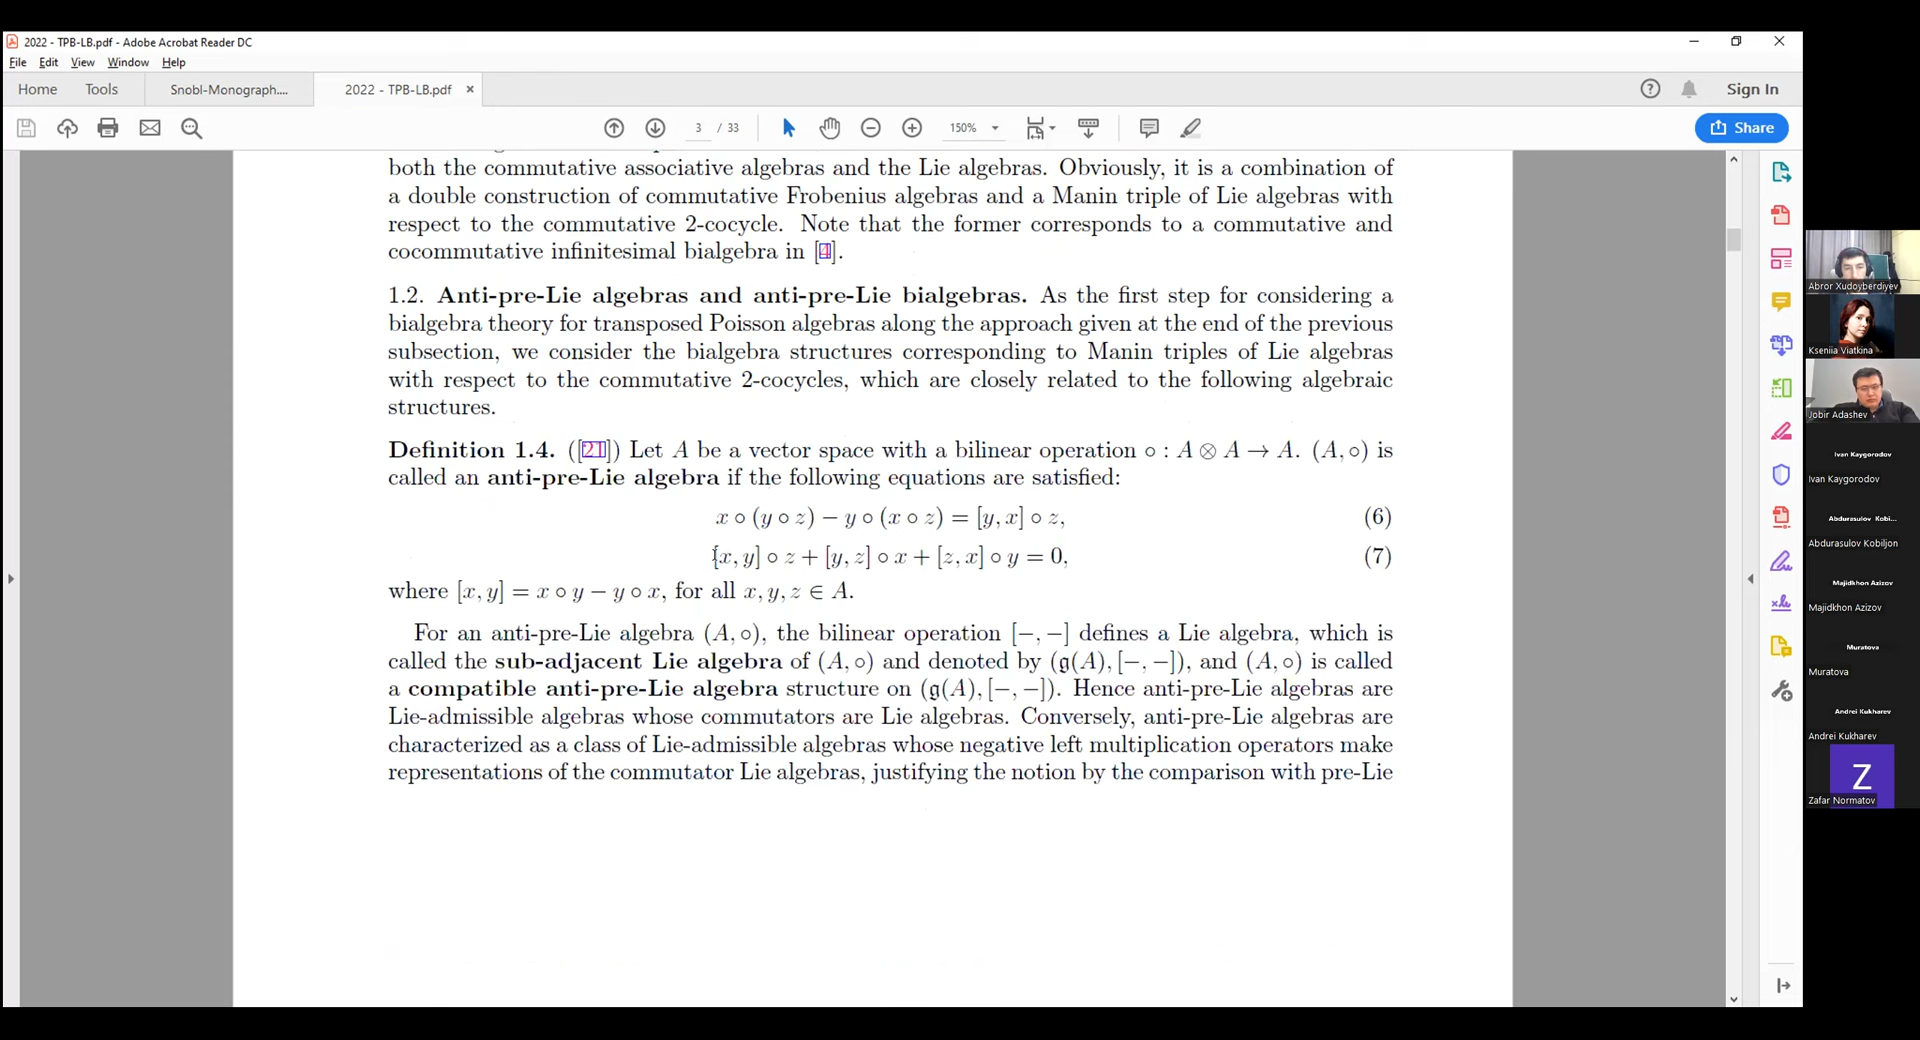 2022 - TPB-LB.pdf - Adobe Acrobat Reader DC
File Edit View Window Help
Home Tools Snobl-Monograph.... 2022 - TPB-LB.pdf × Sign In
3 / 33 150% Share
both the commutative associative algebras and the Lie algebras. Obviously, it is a combination of
a double construction of commutative Frobenius algebras and a Manin triple of Lie algebras with
respect to the commutative 2-cocycle. Note that the former corresponds to a commutative and
cocommutative infinitesimal bialgebra in [4].
1.2. Anti-pre-Lie algebras and anti-pre-Lie bialgebras. As the first step for considering a
bialgebra theory for transposed Poisson algebras along the approach given at the end of the previous
subsection, we consider the bialgebra structures corresponding to Manin triples of Lie algebras
with respect to the commutative 2-cocycles, which are closely related to the following algebraic
structures.
Definition 1.4. ([21]) Let A be a vector space with a bilinear operation ∘ : A ⊗ A → A. (A, ∘) is
called an anti-pre-Lie algebra if the following equations are satisfied:
x ∘ (y ∘ z) − y ∘ (x ∘ z) = [y, x] ∘ z, (6)
[x, y] ∘ z + [y, z] ∘ x + [z, x] ∘ y = 0, (7)
where [x, y] = x ∘ y − y ∘ x, for all x, y, z ∈ A.
For an anti-pre-Lie algebra (A, ∘), the bilinear operation [−, −] defines a Lie algebra, which is
called the sub-adjacent Lie algebra of (A, ∘) and denoted by (𝔤(A), [−, −]), and (A, ∘) is called
a compatible anti-pre-Lie algebra structure on (𝔤(A), [−, −]). Hence anti-pre-Lie algebras are
Lie-admissible algebras whose commutators are Lie algebras. Conversely, anti-pre-Lie algebras are
characterized as a class of Lie-admissible algebras whose negative left multiplication operators make
representations of the commutator Lie algebras, justifying the notion by the comparison with pre-Lie
Abror Xudoyberdiyev
Kseniia Viatkina
Jobir Adashev
Ivan Kaygorodov
Ivan Kaygorodov
Abdurasulov Kobi...
Abdurasulov Kobiljon
Majidkhon Azizov
Majidkhon Azizov
Muratova
Muratova
Andrei Kukharev
Andrei Kukharev
Z
Zafar Normatov